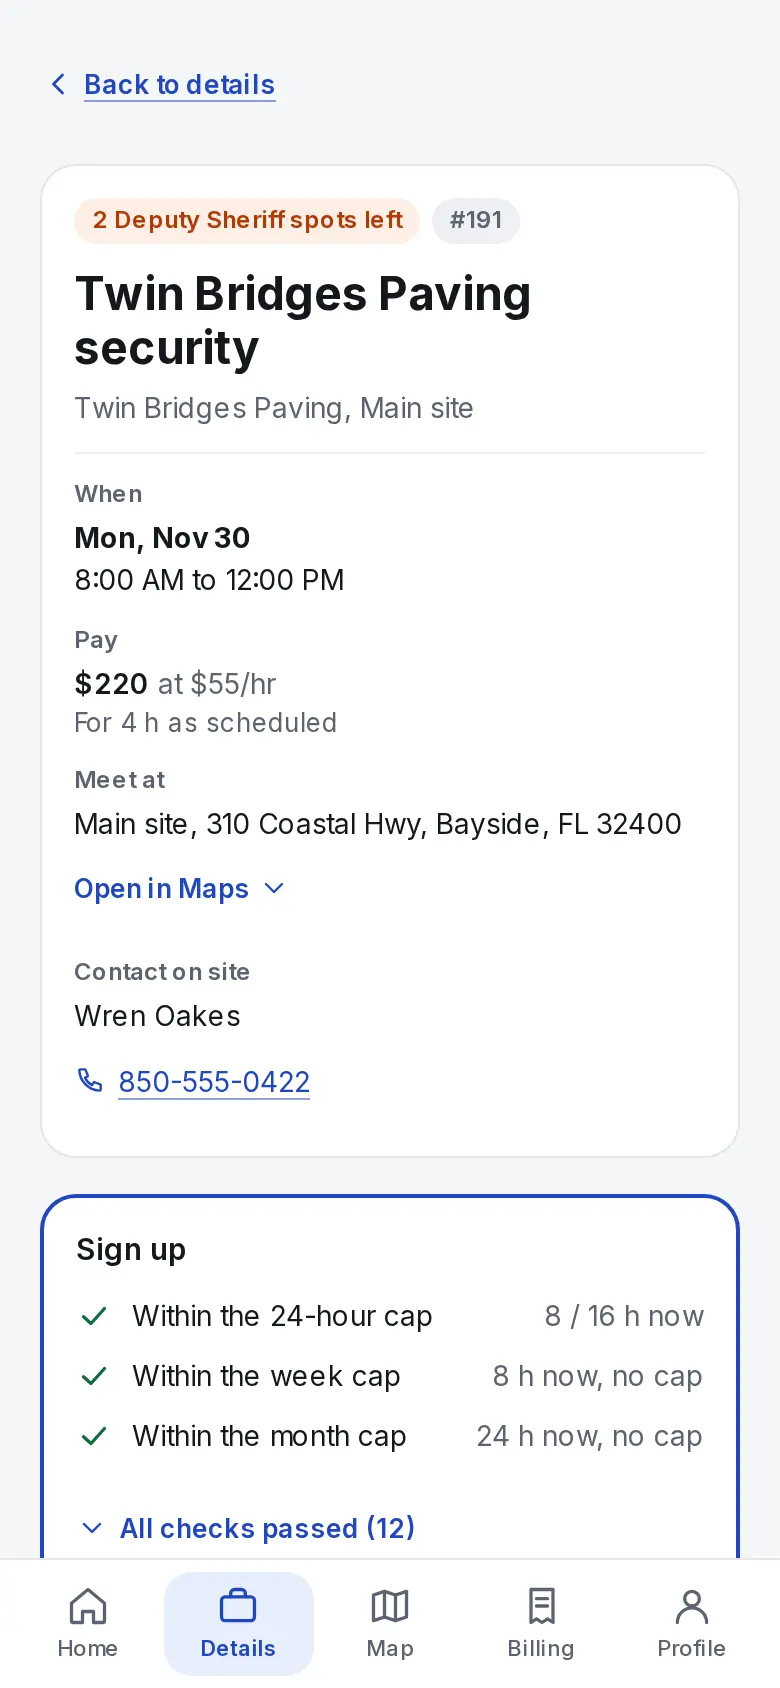 Back to details
2 Deputy Sheriff spots left #191
Twin Bridges Paving
security
Twin Bridges Paving, Main site
When
Mon, Nov 30
8:00 AM to 12:00 PM
Pay
$220 at $55/hr
For 4 h as scheduled
Meet at
Main site, 310 Coastal Hwy, Bayside, FL 32400
Open in Maps
Contact on site
Wren Oakes
850-555-0422
Sign up
Within the 24-hour cap 8 / 16 h now
Within the week cap 8 h now, no cap
Within the month cap 24 h now, no cap
All checks passed (12)
Home Details Map Billing Profile